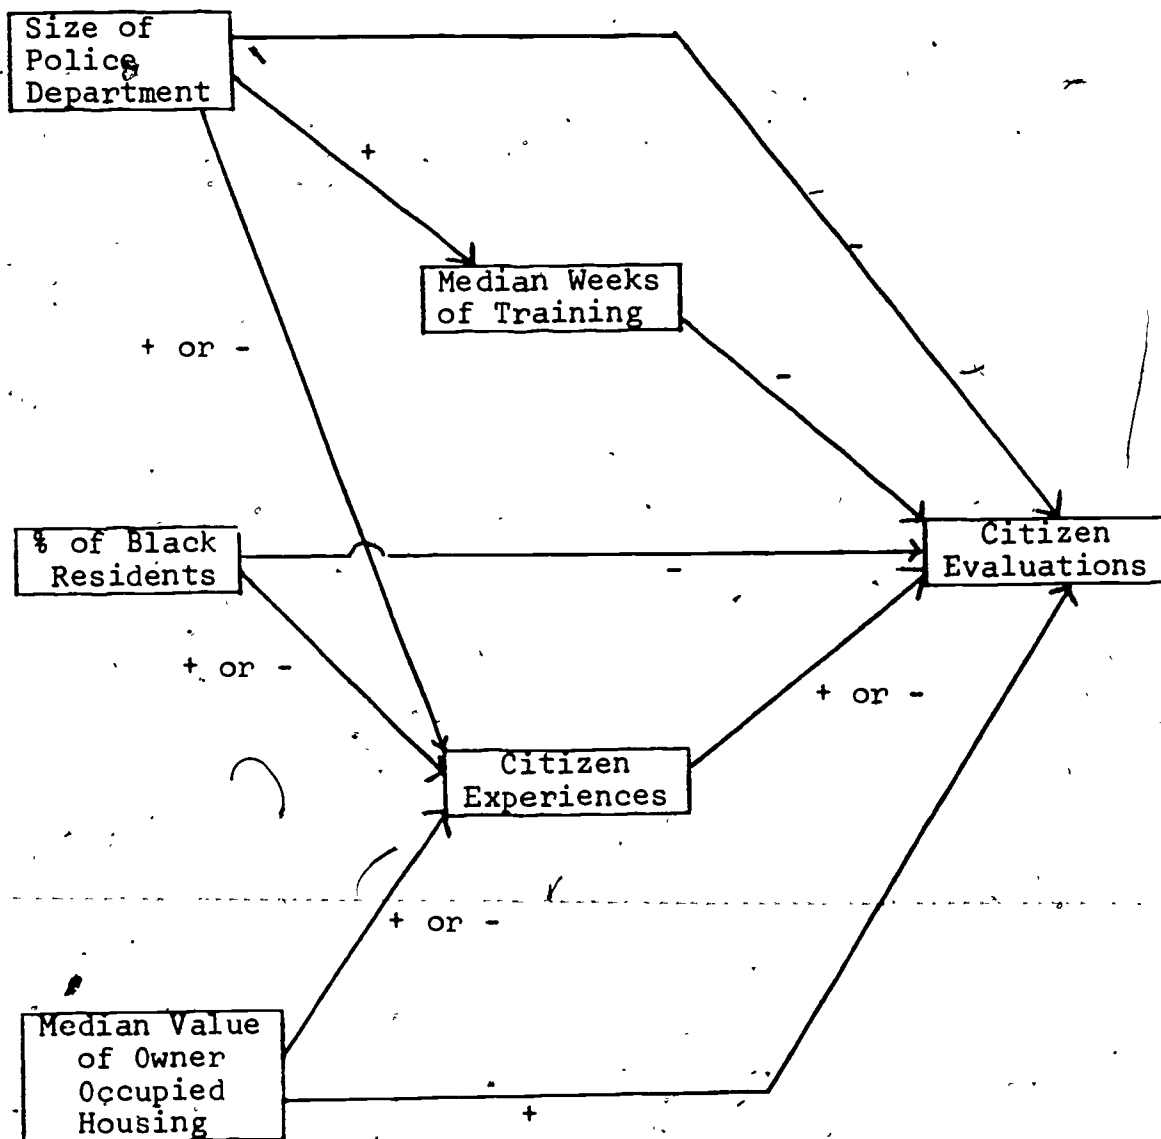 Size of
Police
Department
+
-
-
Median Weeks
of Training
+ or -
-
% of Black
Residents
Citizen
Evaluations
-
+ or -
+ or -
Citizen
Experiences
+ or -
Median Value
of Owner
Occupied
Housing
+